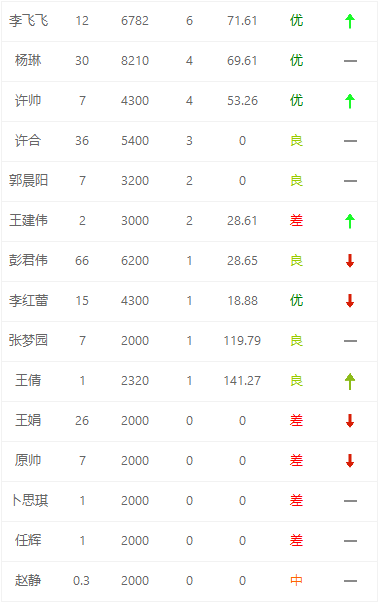 李飞飞 12 6782 6 71.61 优
杨琳 30 8210 4 69.61 优
许帅 7 4300 4 53.26 优
许合 36 5400 3 0 良
郭晨阳 7 3200 2 0 良
王建伟 2 3000 2 28.61 差
彭君伟 66 6200 1 28.65 良
李红蕾 15 4300 1 18.88 优
张梦园 7 2000 1 119.79 良
王倩 1 2320 1 141.27 良
王娟 26 2000 0 0 差
原帅 7 2000 0 0 差
卜思琪 1 2000 0 0 差
任辉 1 2000 0 0 差
赵静 0.3 2000 0 0 中